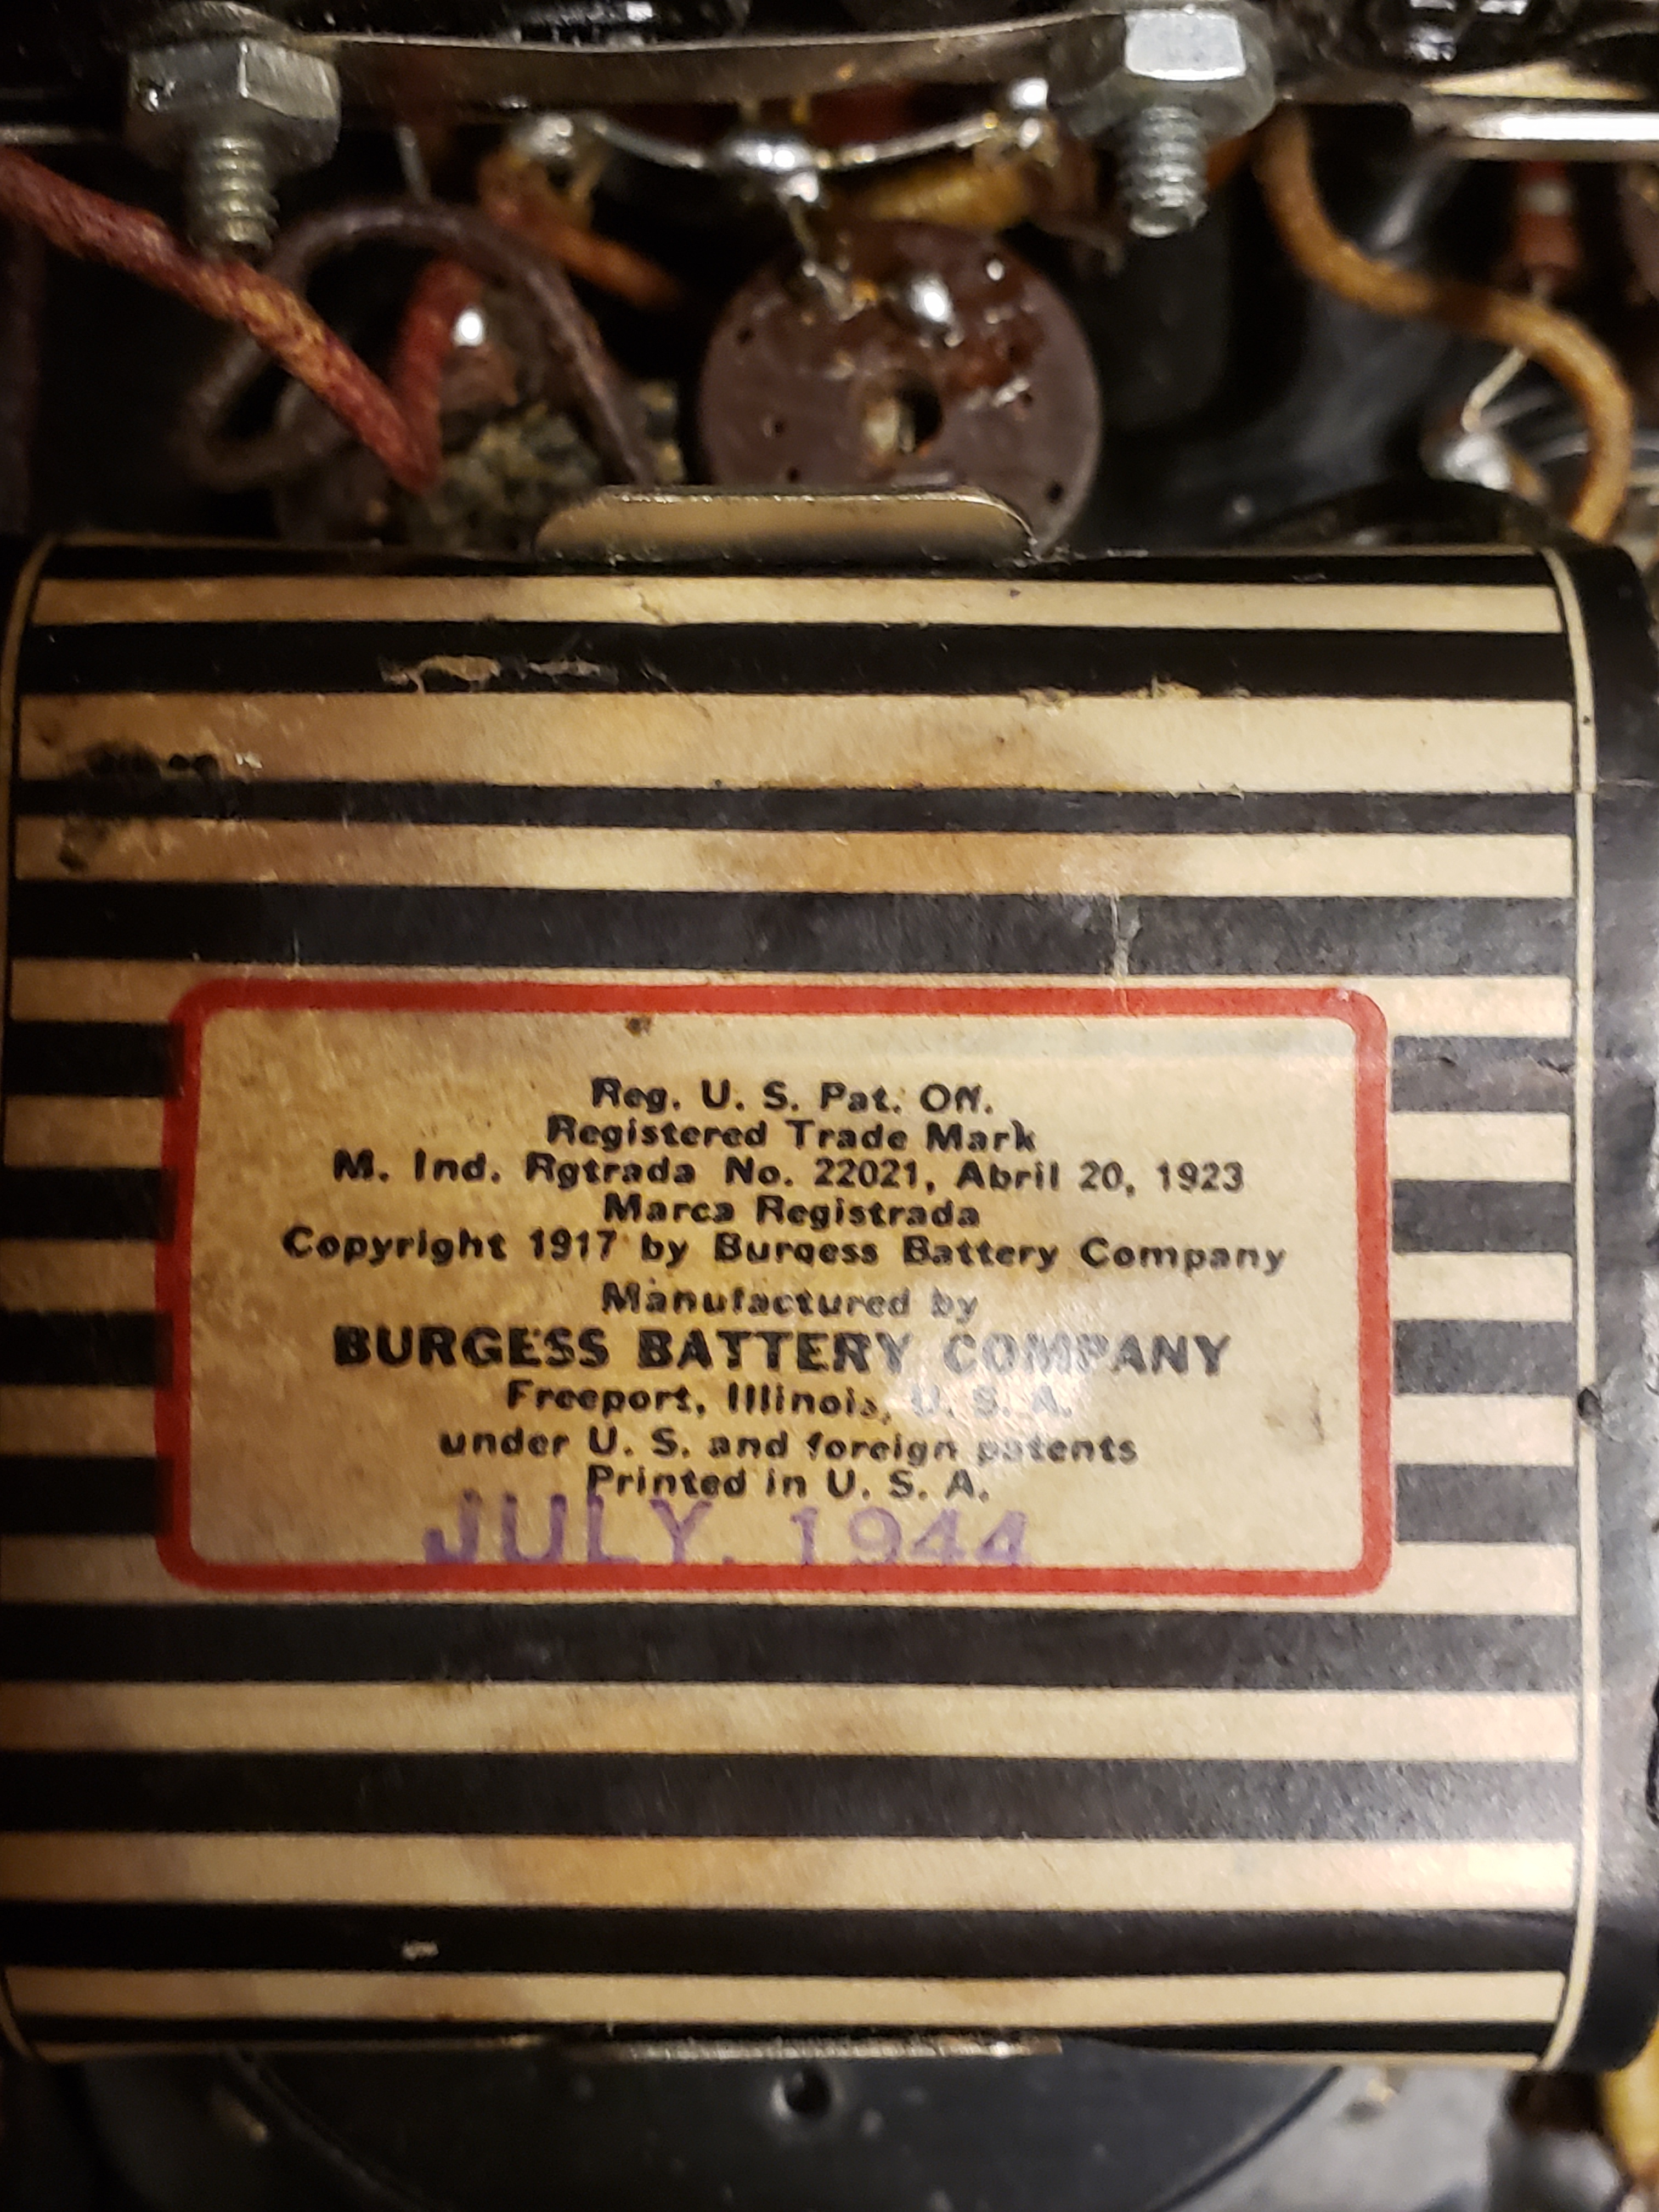 Reg. U. S. Pat. Off.
Registered Trade Mark
M. Ind. Rgtrada No. 22021, Abril 20, 1923
Marca Registrada
Copyright 1917 by Burgess Battery Company
Manufactured by
BURGESS BATTERY COMPANY
Freeport, Illinois, U. S. A.
under U. S. and foreign patents
Printed in U. S. A.
JULY. 1944